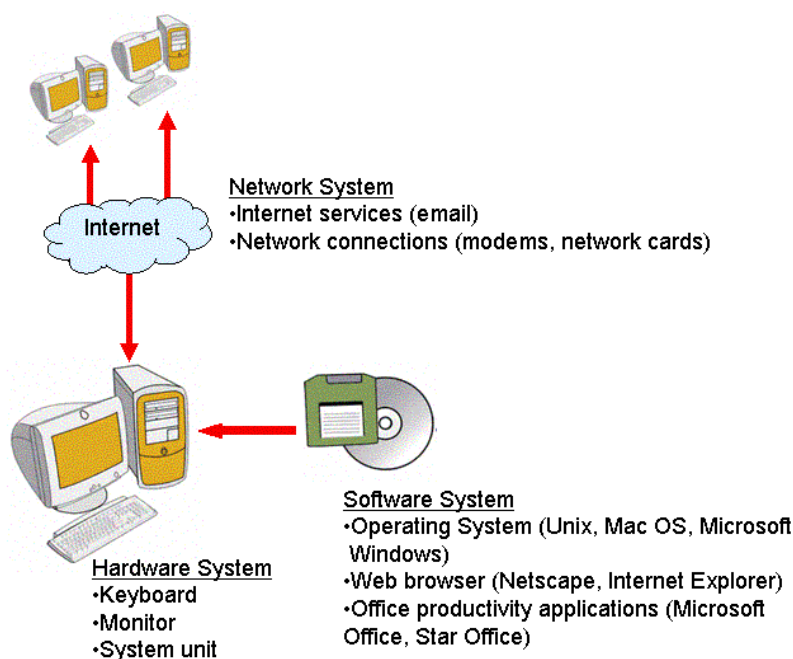 Network System
•Internet services (email)
Internet
•Network connections (modems, network cards)
Software System
•Operating System (Unix, Mac OS, Microsoft
Windows)
•Web browser (Netscape, Internet Explorer)
•Office productivity applications (Microsoft
Office, Star Office)
Hardware System
•Keyboard
•Monitor
•System unit